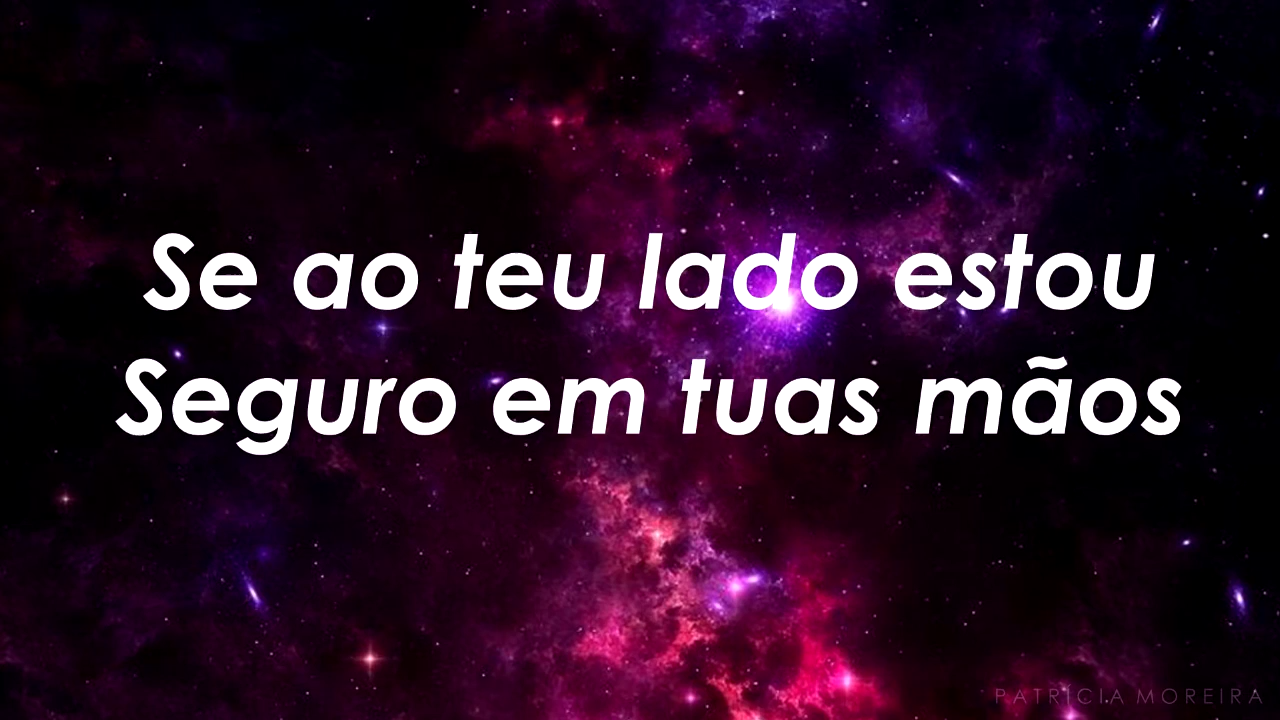 Se ao teu lado estou
Seguro em tuas mãos
PATRICIA MOREIRA